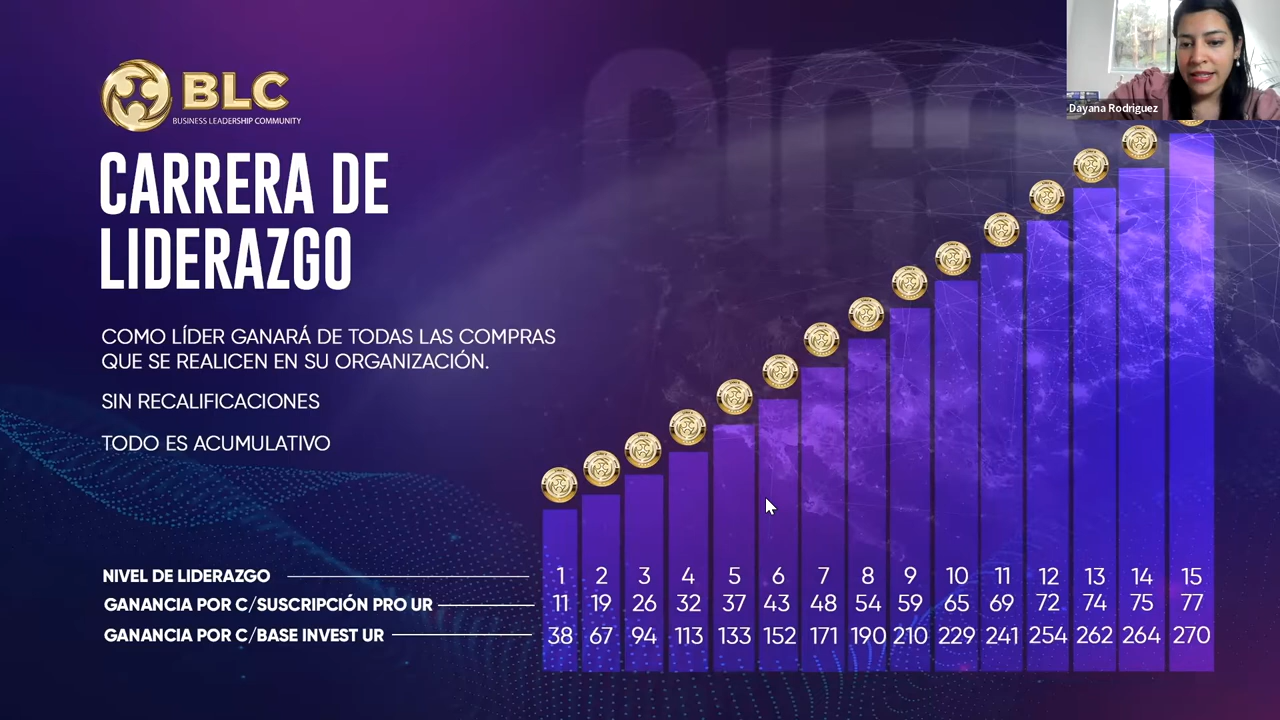 BLC
BUSINESS LEADERSHIP COMMUNITY
Dayana Rodriguez
CARRERA DE
LIDERAZGO
COMO LÍDER GANARÁ DE TODAS LAS COMPRAS
QUE SE REALICEN EN SU ORGANIZACIÓN.
SIN RECALIFICACIONES
TODO ES ACUMULATIVO
NIVEL DE LIDERAZGO 1 2 3 4 5 6 7 8 9 10 11 12 13 14 15
GANANCIA POR C/SUSCRIPCIÓN PRO UR 11 19 26 32 37 43 48 54 59 65 69 72 74 75 77
GANANCIA POR C/BASE INVEST UR 38 67 94 113 133 152 171 190 210 229 241 254 262 264 270